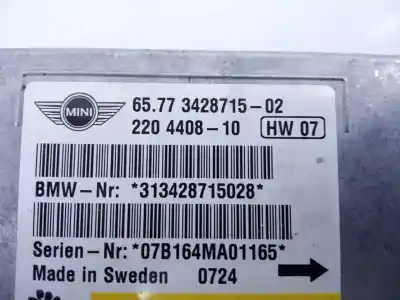 MINI
65.77 3428715-02
220 4408-10 HW 07
BMW-Nr: *313428715028*
Serien-Nr: *07B164MA01165*
Made in Sweden 0724